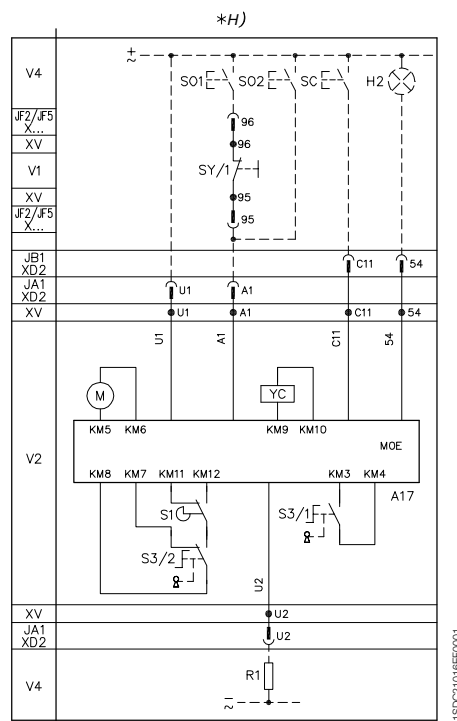 *H)
+
~
V4
SO1
SO2
SC
H2
JF2/JF5
X...
96
XV
96
V1
SY/1
XV
95
JF2/JF5
X...
95
JB1
XD2
C11
54
JA1
XD2
U1
A1
XV
U1
A1
C11
54
U1
A1
C11
54
M
YC
KM5
KM6
KM9
KM10
MOE
V2
KM8
KM7
KM11
KM12
KM3
KM4
A17
S1
S3/1
S3/2
U2
XV
U2
JA1
XD2
U2
V4
R1
–
~
1SDC21016FF0001